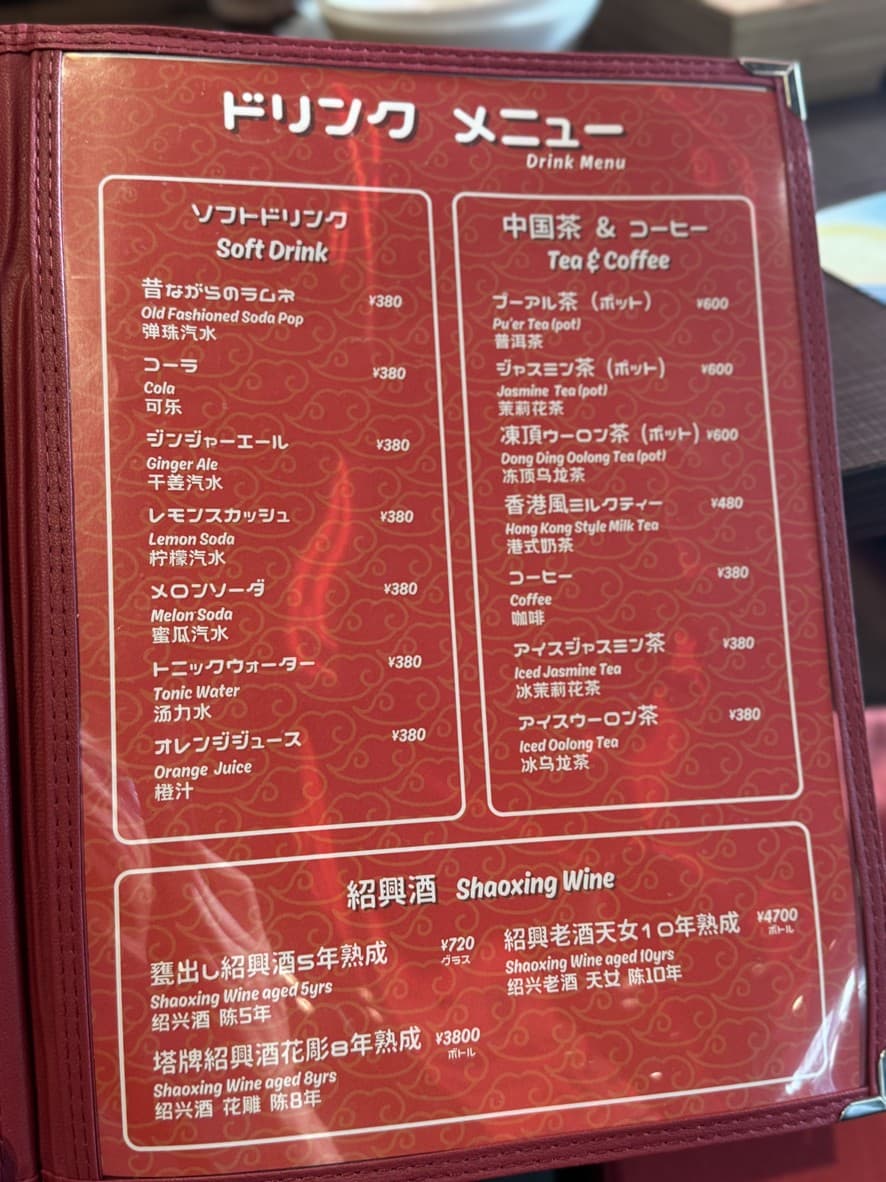 ドリンク メニュー
Drink Menu
ソフトドリンク
Soft Drink
昔ながらのラムネ ¥380
Old Fashioned Soda Pop
弹珠汽水
コーラ ¥380
Cola
可乐
ジンジャーエール ¥380
Ginger Ale
干姜汽水
レモンスカッシュ ¥380
Lemon Soda
柠檬汽水
メロンソーダ ¥380
Melon Soda
蜜瓜汽水
トニックウォーター ¥380
Tonic Water
汤力水
オレンジジュース ¥380
Orange Juice
橙汁
中国茶 & コーヒー
Tea & Coffee
プーアル茶（ポット） ¥600
Pu'er Tea (pot)
普洱茶
ジャスミン茶（ポット） ¥600
Jasmine Tea (pot)
茉莉花茶
凍頂ウーロン茶（ポット） ¥600
Dong Ding Oolong Tea (pot)
冻顶乌龙茶
香港風ミルクティー ¥480
Hong Kong Style Milk Tea
港式奶茶
コーヒー ¥380
Coffee
咖啡
アイスジャスミン茶 ¥380
Iced Jasmine Tea
冰茉莉花茶
アイスウーロン茶 ¥380
Iced Oolong Tea
冰乌龙茶
紹興酒 Shaoxing Wine
甕出し紹興酒5年熟成 ¥720
グラス
Shaoxing Wine aged 5yrs
绍兴酒 陈5年
塔牌紹興酒花彫8年熟成 ¥3800
ボトル
Shaoxing Wine aged 8yrs
绍兴酒 花雕 陈8年
紹興老酒天女10年熟成 ¥4700
ボトル
Shaoxing Wine aged 10yrs
绍兴老酒 天女 陈10年